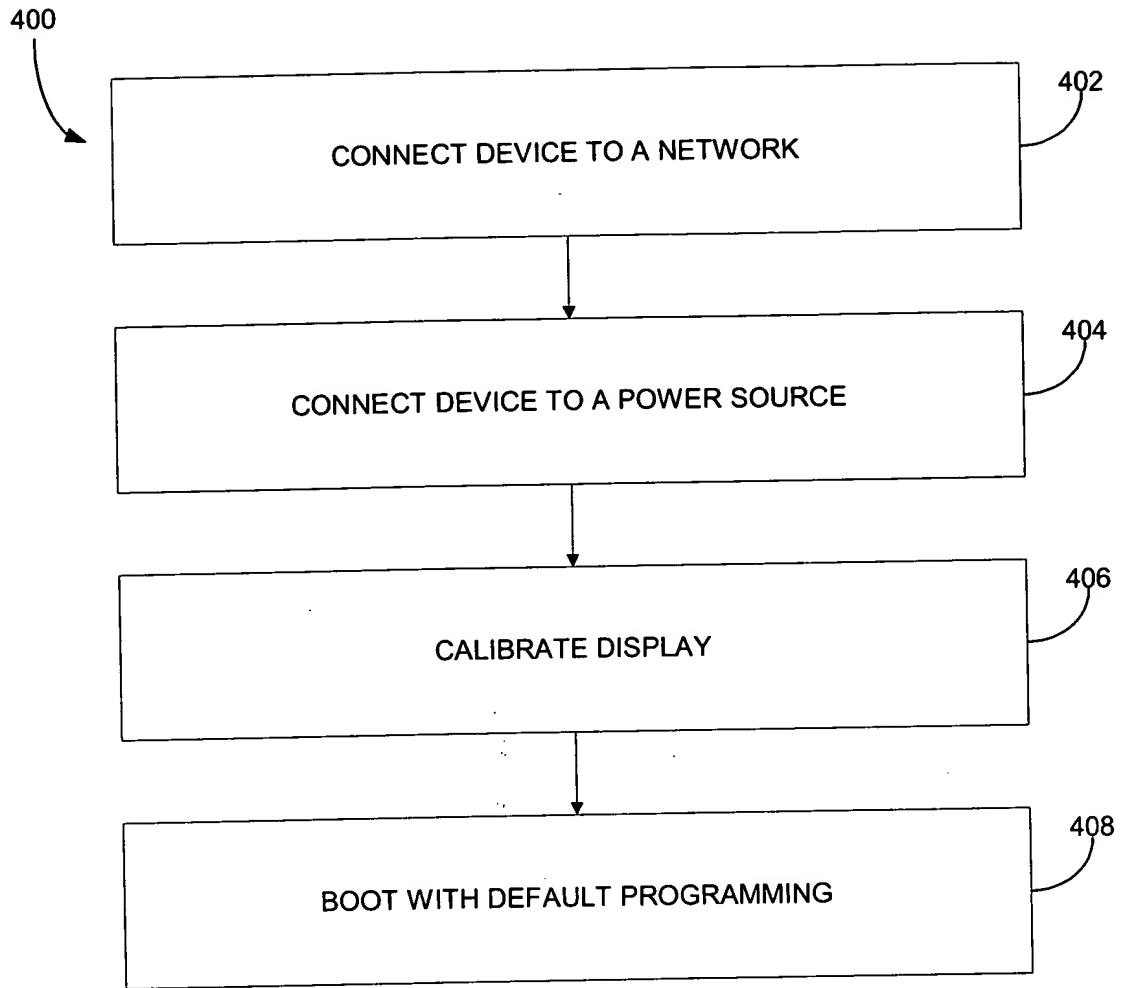 400
402
CONNECT DEVICE TO A NETWORK
404
CONNECT DEVICE TO A POWER SOURCE
406
CALIBRATE DISPLAY
408
BOOT WITH DEFAULT PROGRAMMING